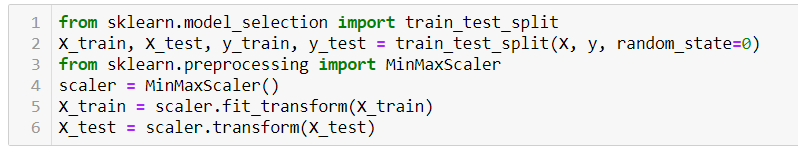 1 from sklearn.model_selection import train_test_split
2 X_train, X_test, y_train, y_test = train_test_split(X, y, random_state=0)
3 from sklearn.preprocessing import MinMaxScaler
4 scaler = MinMaxScaler()
5 X_train = scaler.fit_transform(X_train)
6 X_test = scaler.transform(X_test)